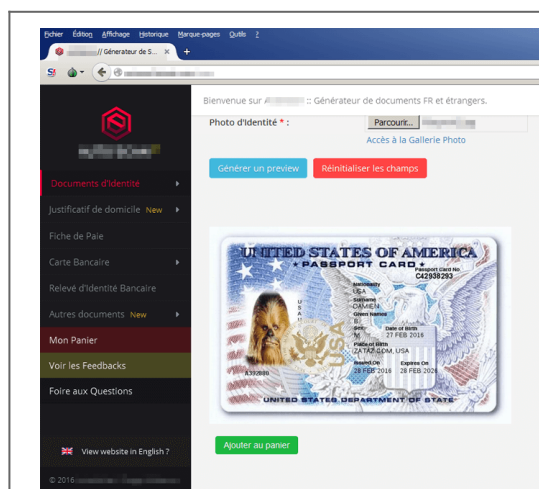 Fichier Édition Affichage Historique Marque-pages Outils ?
// Génerateur de S... × +
Bienvenue sur :: Générateur de documents FR et étrangers.
Photo d'Identité * :
Parcourir...
Accès à la Gallerie Photo
Générer un preview Réinitialiser les champs
Documents d'Identité
Justificatif de domicile New
Fiche de Paie
Carte Bancaire
Relevé d'Identité Bancaire
Autres documents New
Mon Panier
Voir les Feedbacks
Foire aux Questions
View website in English ?
© 2016
UNITED STATES OF AMERICA
PASSPORT CARD
Passport Card No
C42938293
Nationality
USA
Surname
DAMIEN
Given Names
B.
Sex Date of Birth
M 27 FEB 2016
Place of Birth
ZATAZ.COM, USA
Issued On Expires On
28 FEB 2016 28 FEB 2026
USA
USA
UNITED STATES DEPARTMENT OF STATE
Ajouter au panier